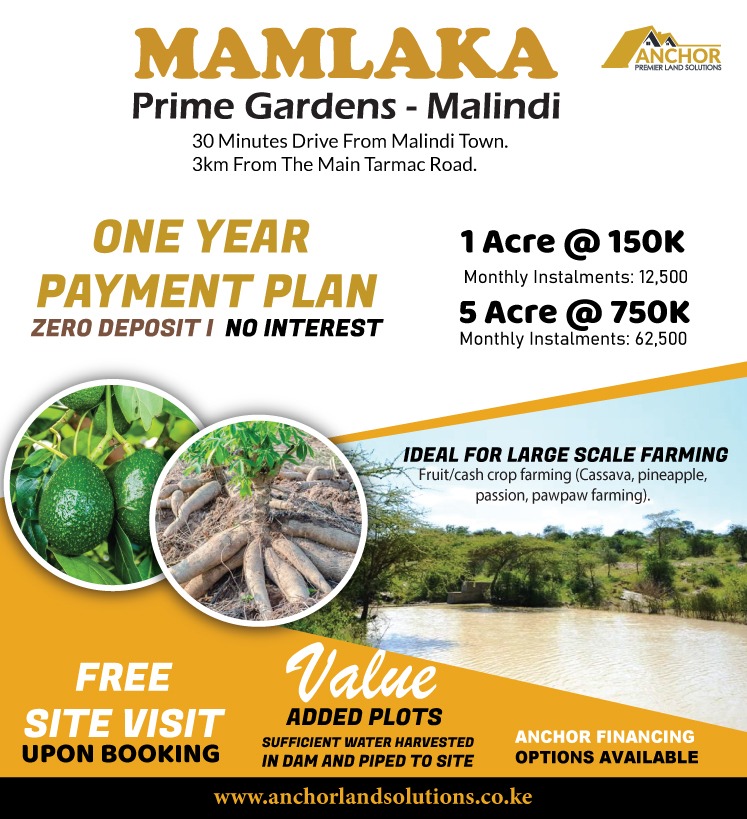 MAMLAKA
ANCHOR
PREMIER LAND SOLUTIONS
Prime Gardens - Malindi
30 Minutes Drive From Malindi Town.
3km From The Main Tarmac Road.
ONE YEAR
PAYMENT PLAN
ZERO DEPOSIT I NO INTEREST
1 Acre @ 150K
Monthly Instalments: 12,500
5 Acre @ 750K
Monthly Instalments: 62,500
IDEAL FOR LARGE SCALE FARMING
Fruit/cash crop farming (Cassava, pineapple,
passion, pawpaw farming).
FREE
SITE VISIT
UPON BOOKING
Value
ADDED PLOTS
SUFFICIENT WATER HARVESTED
IN DAM AND PIPED TO SITE
ANCHOR FINANCING
OPTIONS AVAILABLE
www.anchorlandsolutions.co.ke